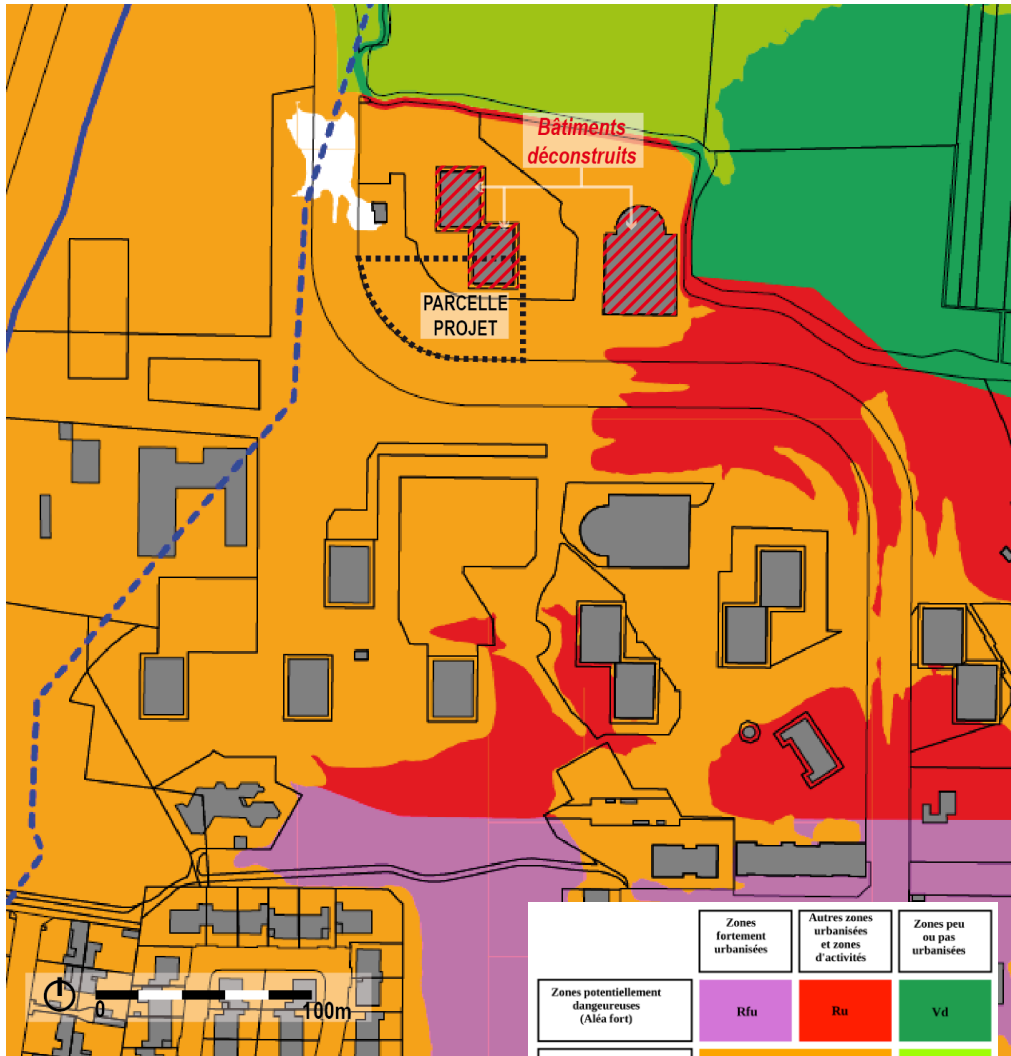 Bâtiments
déconstruits
PARCELLE
PROJET
0
100m
Zones
fortement
urbanisées
Autres zones
urbanisées
et zones
d'activités
Zones peu
ou pas
urbanisées
Zones potentiellement
dangeureuses
(Aléa fort)
Rfu
Ru
Vd